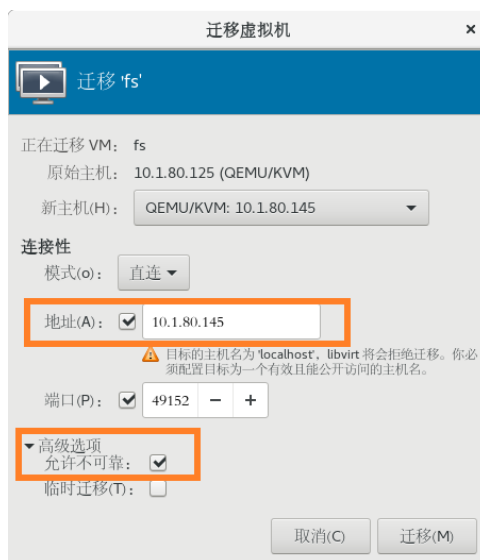 迁移虚拟机 ×
迁移 'fs'
正在迁移 VM： fs
原始主机： 10.1.80.125 (QEMU/KVM)
新主机(H)： QEMU/KVM: 10.1.80.145
连接性
模式(o)： 直连
地址(A)： 10.1.80.145
目标的主机名为 'localhost'，libvirt 将会拒绝迁移。你必
须配置目标为一个有效且能公开访问的主机名。
端口(P)： 49152 − +
高级选项
允许不可靠：
临时迁移(T)：
取消(C) 迁移(M)